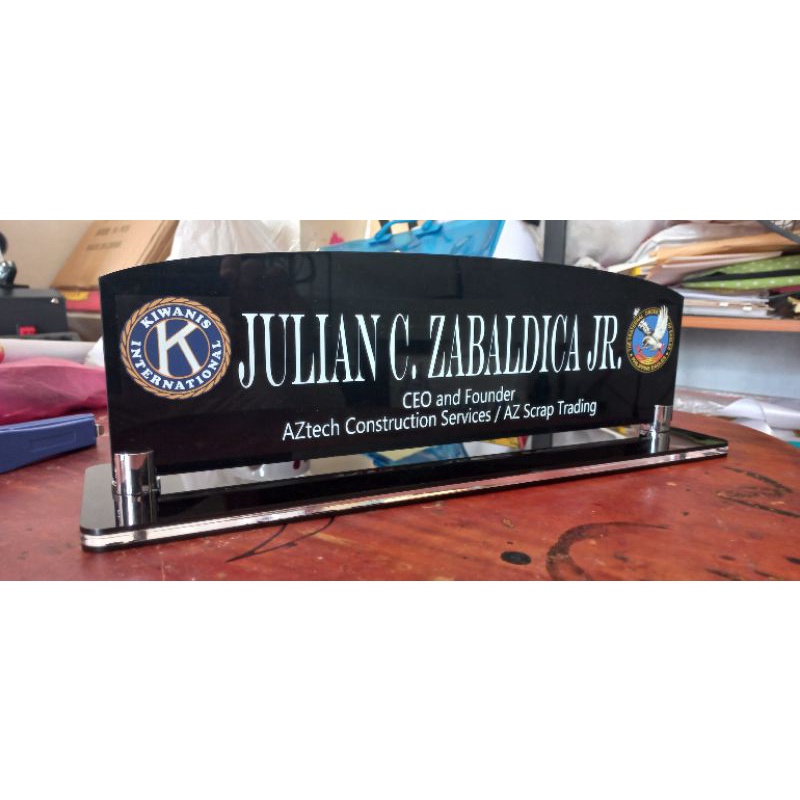 KIWANIS
INTERNATIONAL
K
JULIAN C. ZABALDICA JR.
CEO and Founder
AZtech Construction Services / AZ Scrap Trading